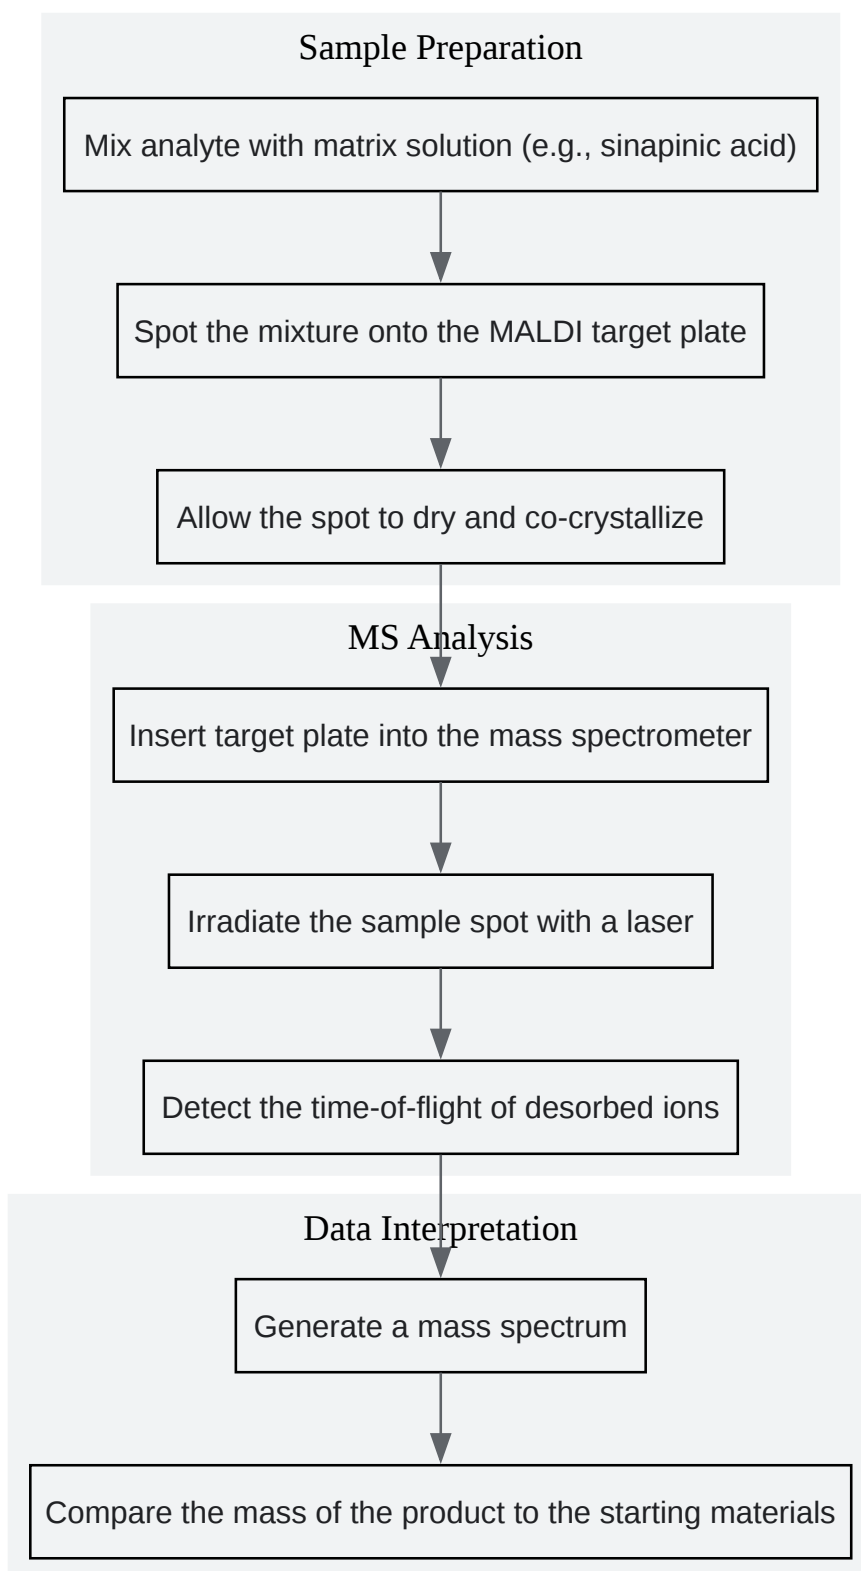 Sample Preparation
Mix analyte with matrix solution (e.g., sinapinic acid)
Spot the mixture onto the MALDI target plate
Allow the spot to dry and co-crystallize
MS Analysis
Insert target plate into the mass spectrometer
Irradiate the sample spot with a laser
Detect the time-of-flight of desorbed ions
Data Interpretation
Generate a mass spectrum
Compare the mass of the product to the starting materials